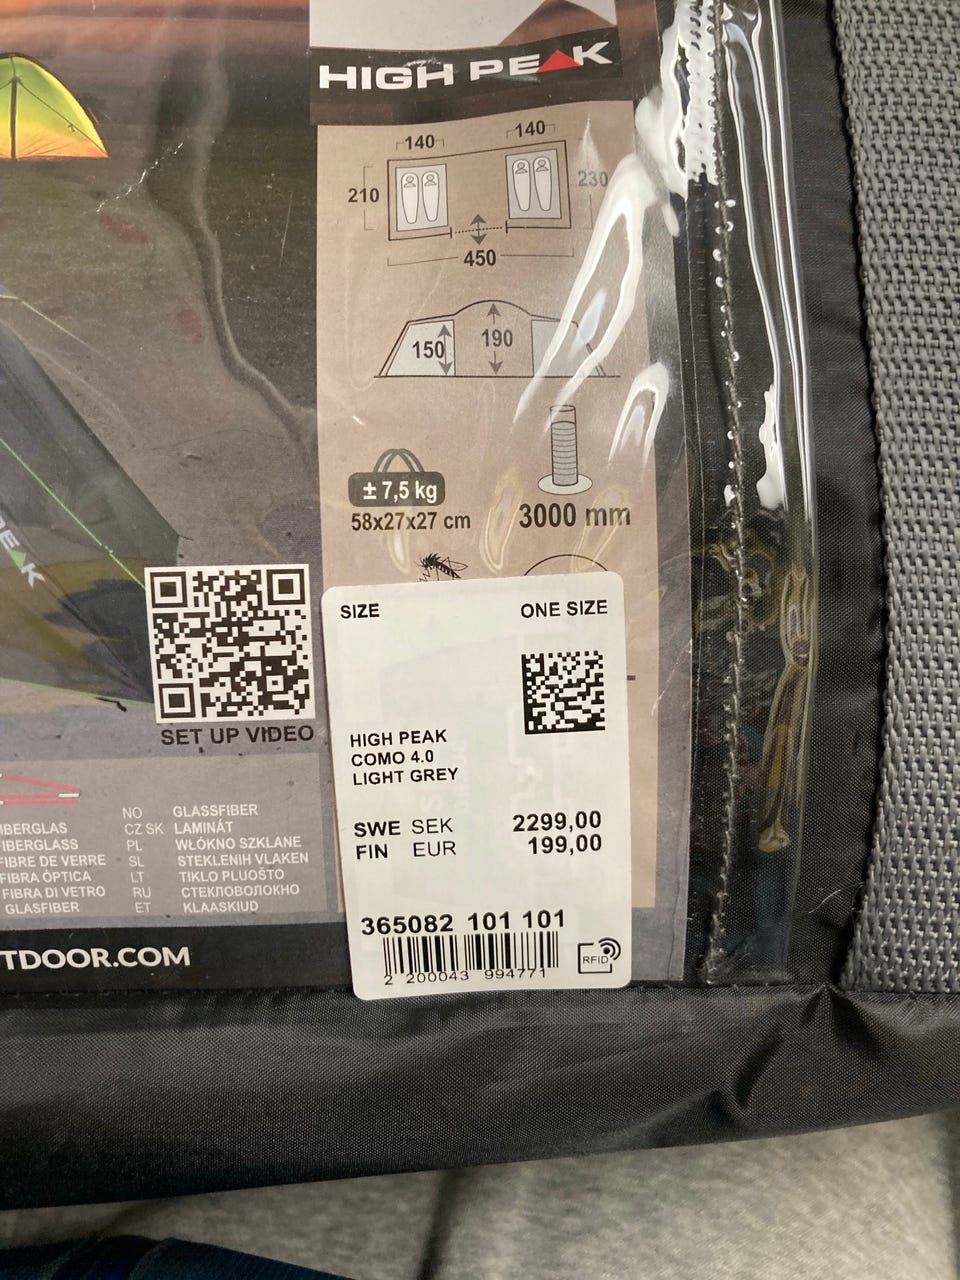 HIGH PEAK
140
140
210
230
450
150
190
± 7,5 kg
58x27x27 cm
3000 mm
SET UP VIDEO
SIZE ONE SIZE
HIGH PEAK
COMO 4.0
LIGHT GREY
SWE SEK 2299,00
FIN EUR 199,00
365082 101 101
2 200043 994771
RFID
NO GLASSFIBER
IBERGLAS CZ SK LAMINÁT
IBERGLASS PL WŁÓKNO SZKLANE
FIBRE DE VERRE SL STEKLENIH VLAKEN
FIBRA ÓPTICA LT TIKLO PLUOŠTO
FIBRA DI VETRO RU СТЕКЛОВОЛОКНО
GLASFIBER ET KLAASKIUD
TDOOR.COM